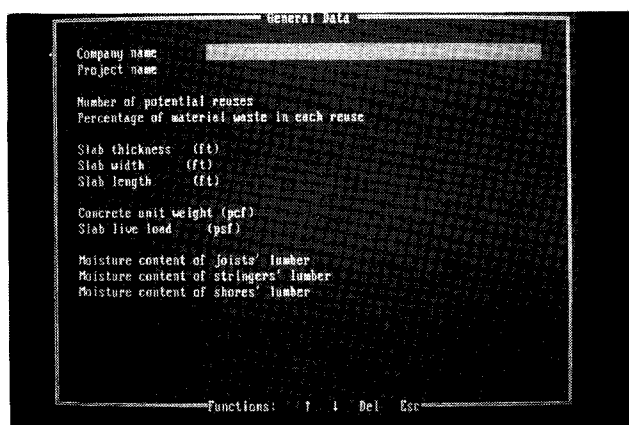 General Data
Company name
Project name
Number of potential reuses
Percentage of material waste in each reuse
Slab thickness (ft)
Slab width (ft)
Slab length (ft)
Concrete unit weight (pcf)
Slab live load (psf)
Moisture content of joists' lumber
Moisture content of stringers' lumber
Moisture content of shores' lumber
Functions: ↑ ↓ Del Esc